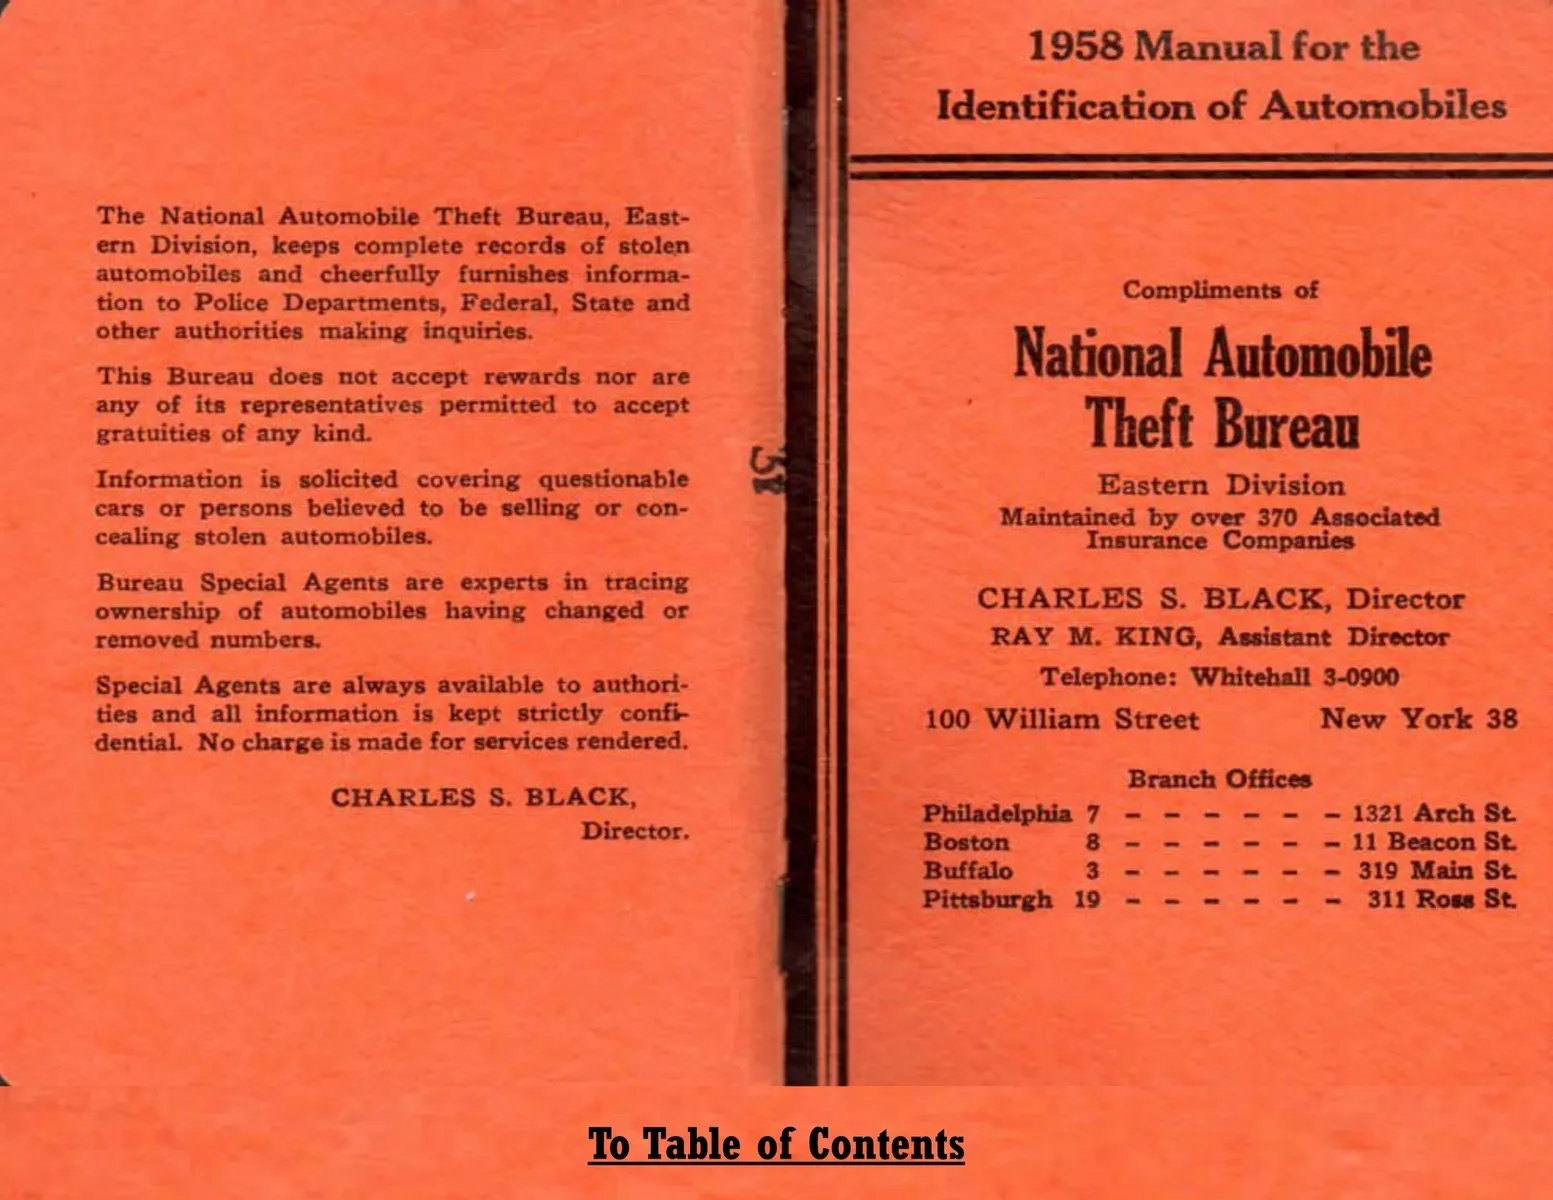 The National Automobile Theft Bureau, East-
ern Division, keeps complete records of stolen
automobiles and cheerfully furnishes informa-
tion to Police Departments, Federal, State and
other authorities making inquiries.
This Bureau does not accept rewards nor are
any of its representatives permitted to accept
gratuities of any kind.
Information is solicited covering questionable
cars or persons believed to be selling or con-
cealing stolen automobiles.
Bureau Special Agents are experts in tracing
ownership of automobiles having changed or
removed numbers.
Special Agents are always available to authori-
ties and all information is kept strictly confi-
dential. No charge is made for services rendered.
CHARLES S. BLACK,
Director.
1958 Manual for the
Identification of Automobiles
Compliments of
National Automobile
Theft Bureau
Eastern Division
Maintained by over 370 Associated
Insurance Companies
CHARLES S. BLACK, Director
RAY M. KING, Assistant Director
Telephone: Whitehall 3-0900
100 William Street New York 38
Branch Offices
Philadelphia 7 – – – – – – 1321 Arch St.
Boston 8 – – – – – – 11 Beacon St.
Buffalo 3 – – – – – – 319 Main St.
Pittsburgh 19 – – – – – – 311 Ross St.
To Table of Contents